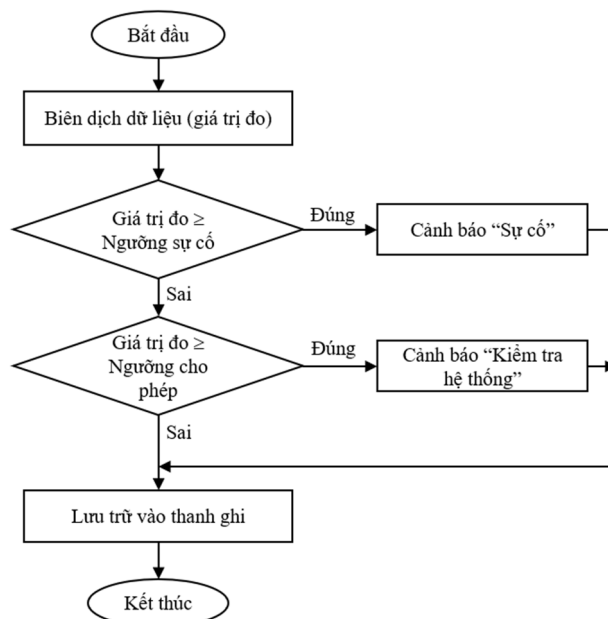 Bắt đầu
Biên dịch dữ liệu (giá trị đo)
Giá trị đo ≥
Ngưỡng sự cố
Đúng
Cảnh báo “Sự cố”
Sai
Giá trị đo ≥
Ngưỡng cho
phép
Đúng
Cảnh báo “Kiểm tra
hệ thống”
Sai
Lưu trữ vào thanh ghi
Kết thúc